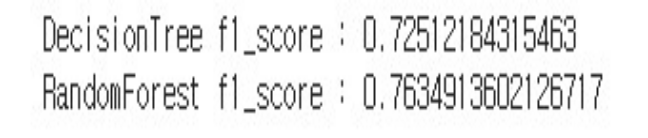 DecisionTree f1_score : 0.72512184315463
RandomForest f1_score : 0.7634913602126717